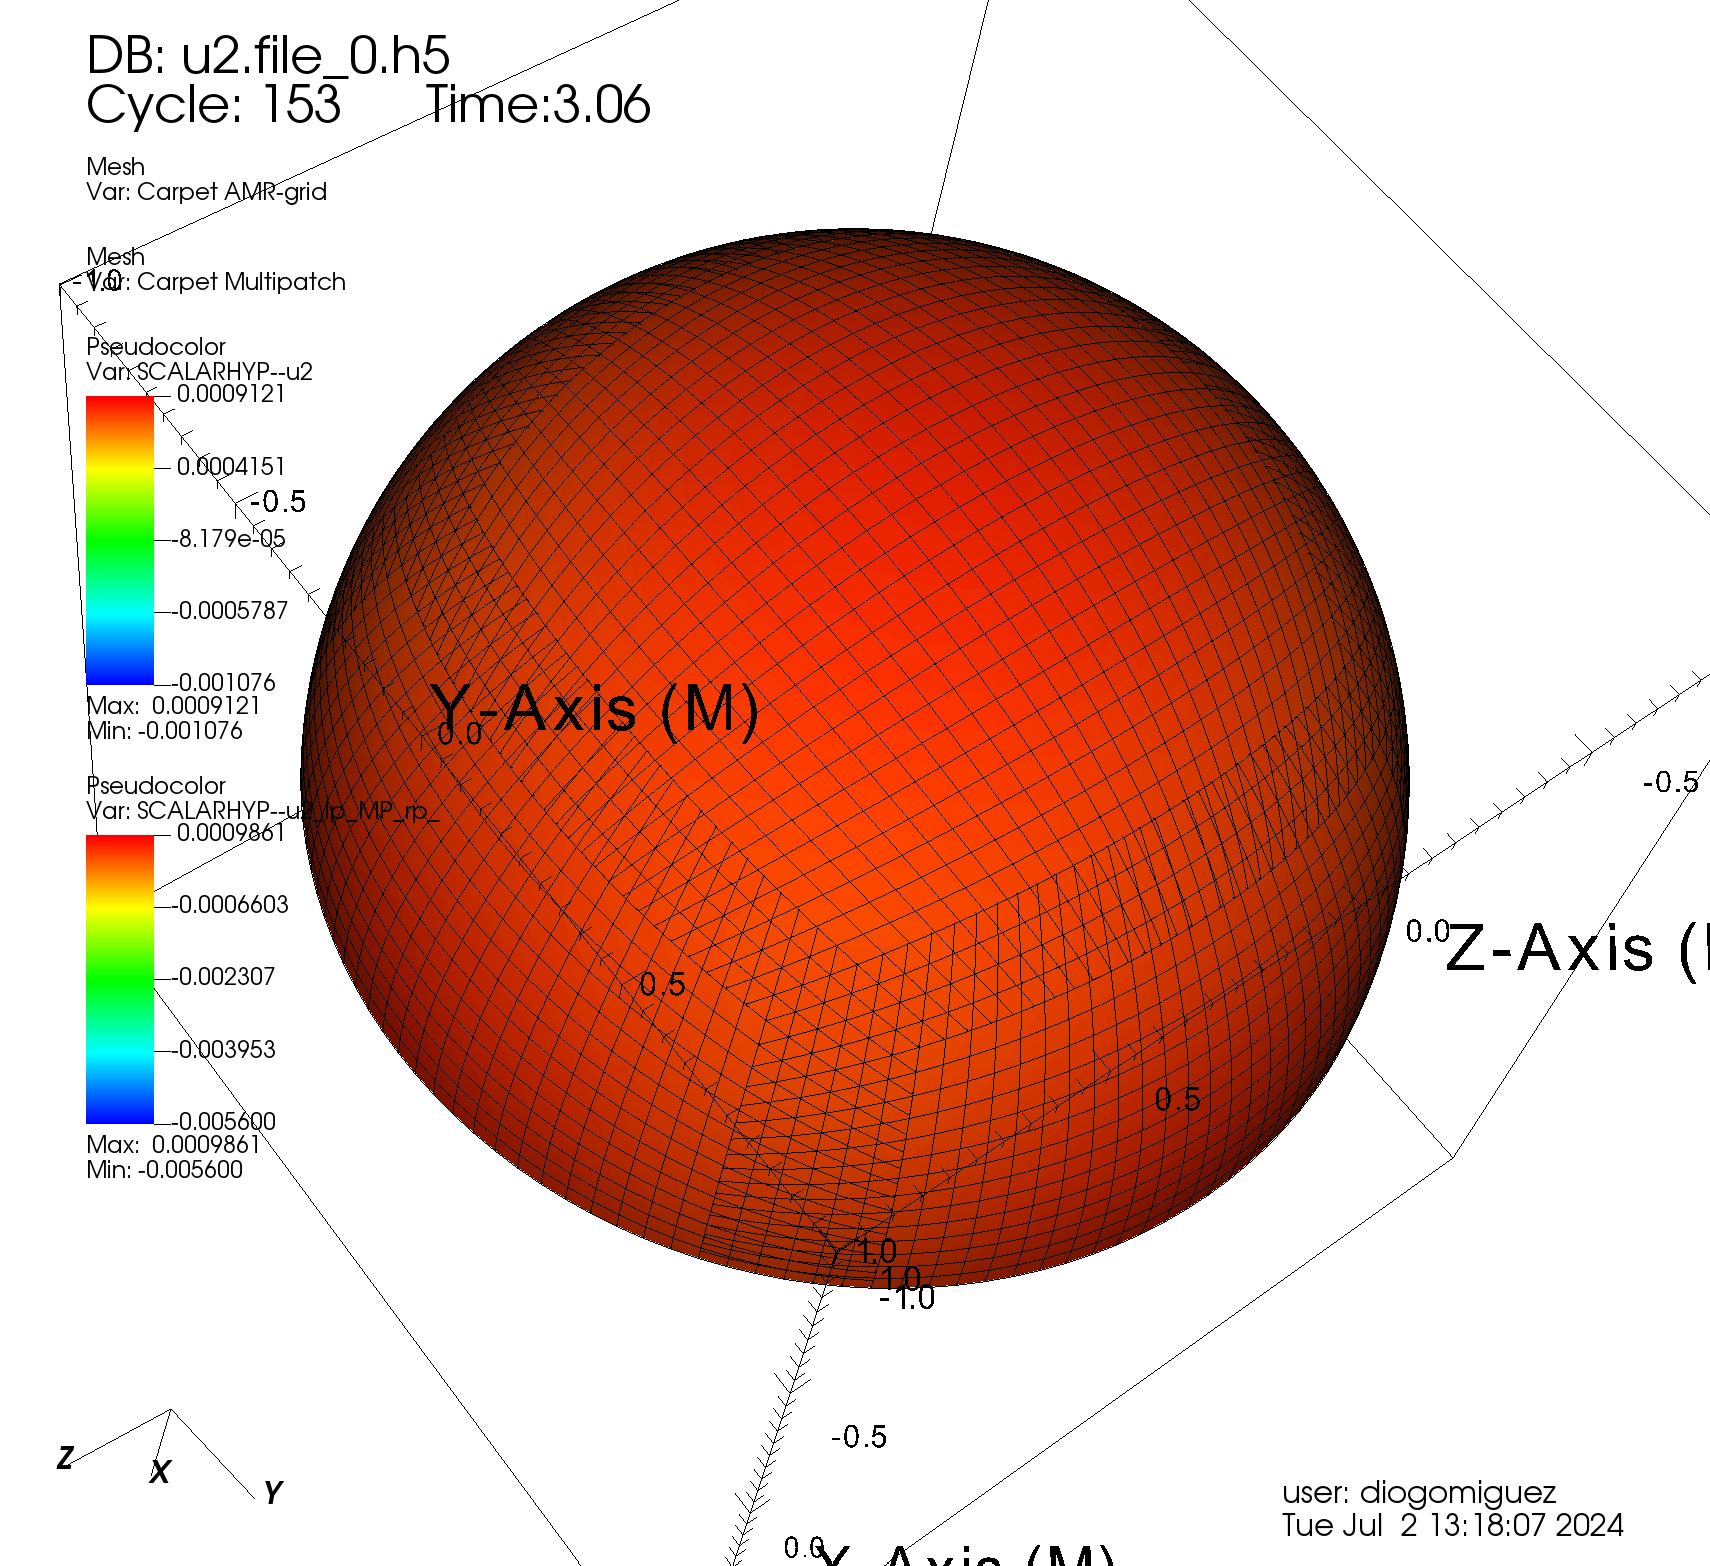 DB: u2.file_0.h5
Cycle: 153 Time:3.06
Mesh
Var: Carpet AMR-grid
Mesh
Var: Carpet Multipatch
-1.0
Pseudocolor
Var: SCALARHYP--u2
0.0009121
0.0004151
-8.179e-05
-0.0005787
-0.001076
Max: 0.0009121
Min: -0.001076
Pseudocolor
Var: SCALARHYP--u2_lp_MP_rp_
0.0009861
-0.0006603
-0.002307
-0.003953
-0.005600
Max: 0.0009861
Min: -0.005600
-0.5
Y-Axis (M)
0.0
0.5
1.0
1.0
-1.0
-0.5
0.0
X-Axis (M)
0.5
0.0
Z-Axis (
-0.5
Z
X
Y
user: diogomiguez
Tue Jul 2 13:18:07 2024